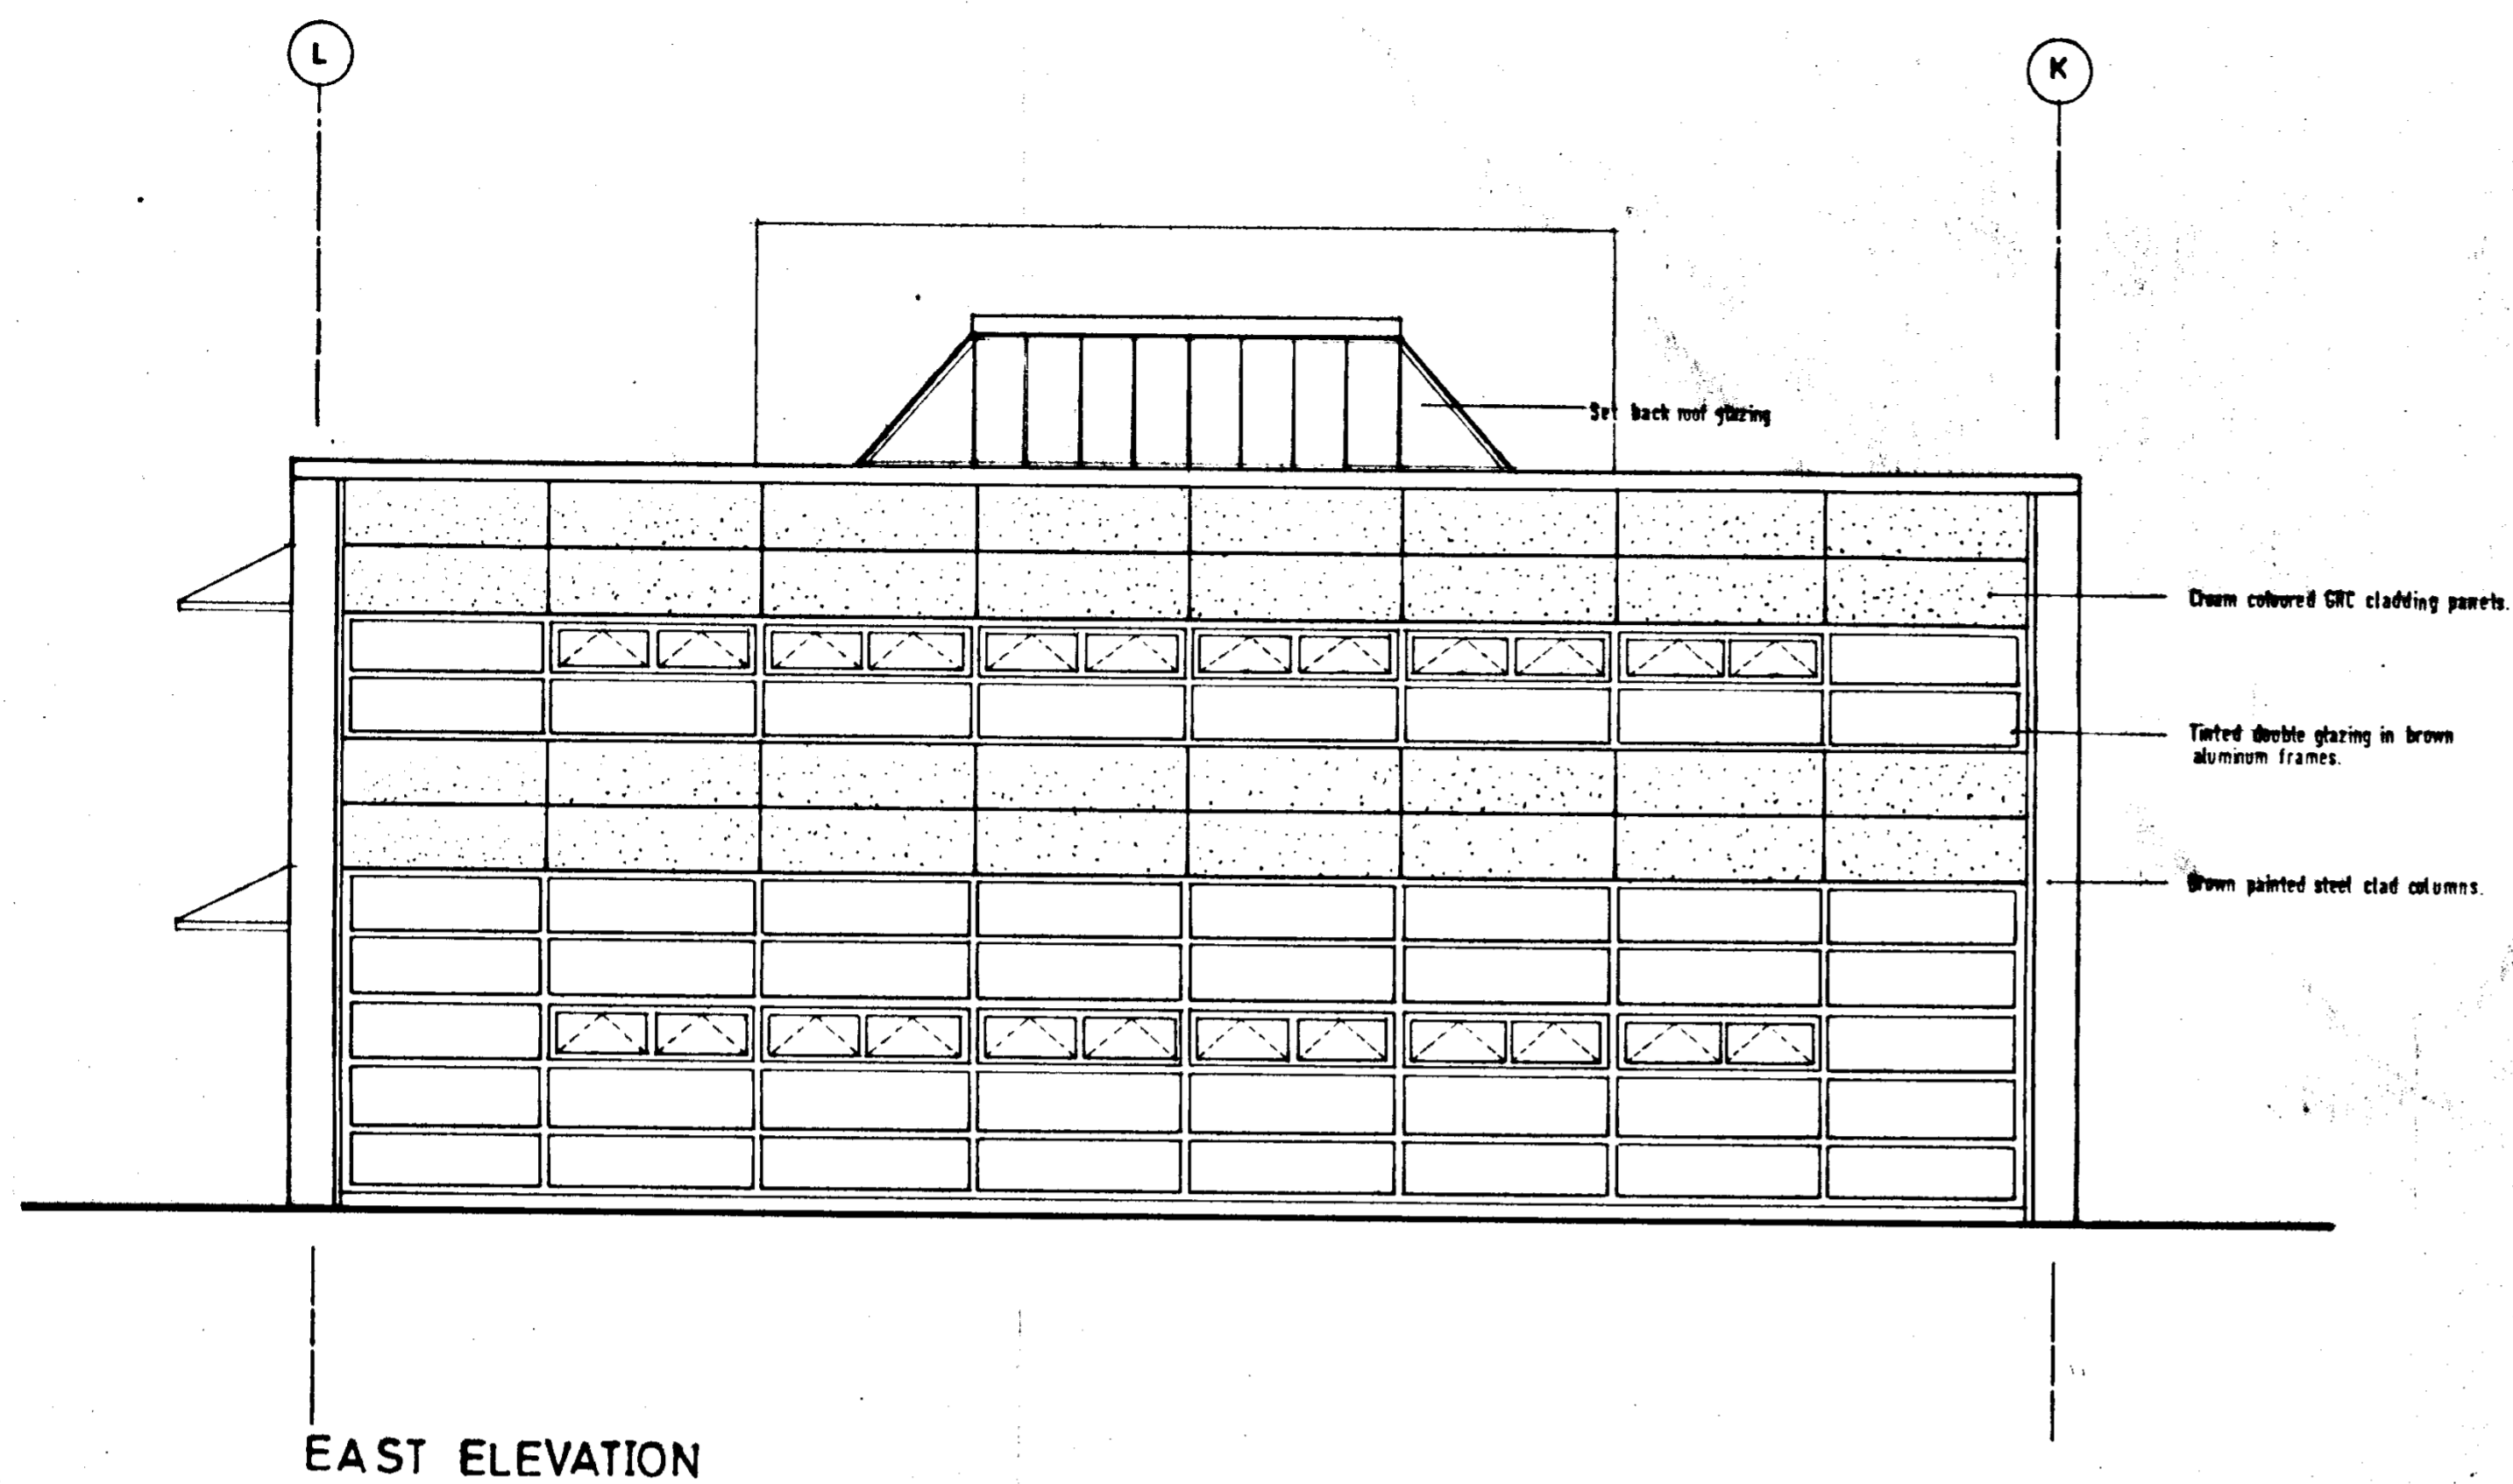 L
K
Set back roof glazing
Cream coloured GRC cladding panels.
Tinted double glazing in brown
aluminum frames.
Brown painted steel clad columns.
EAST ELEVATION